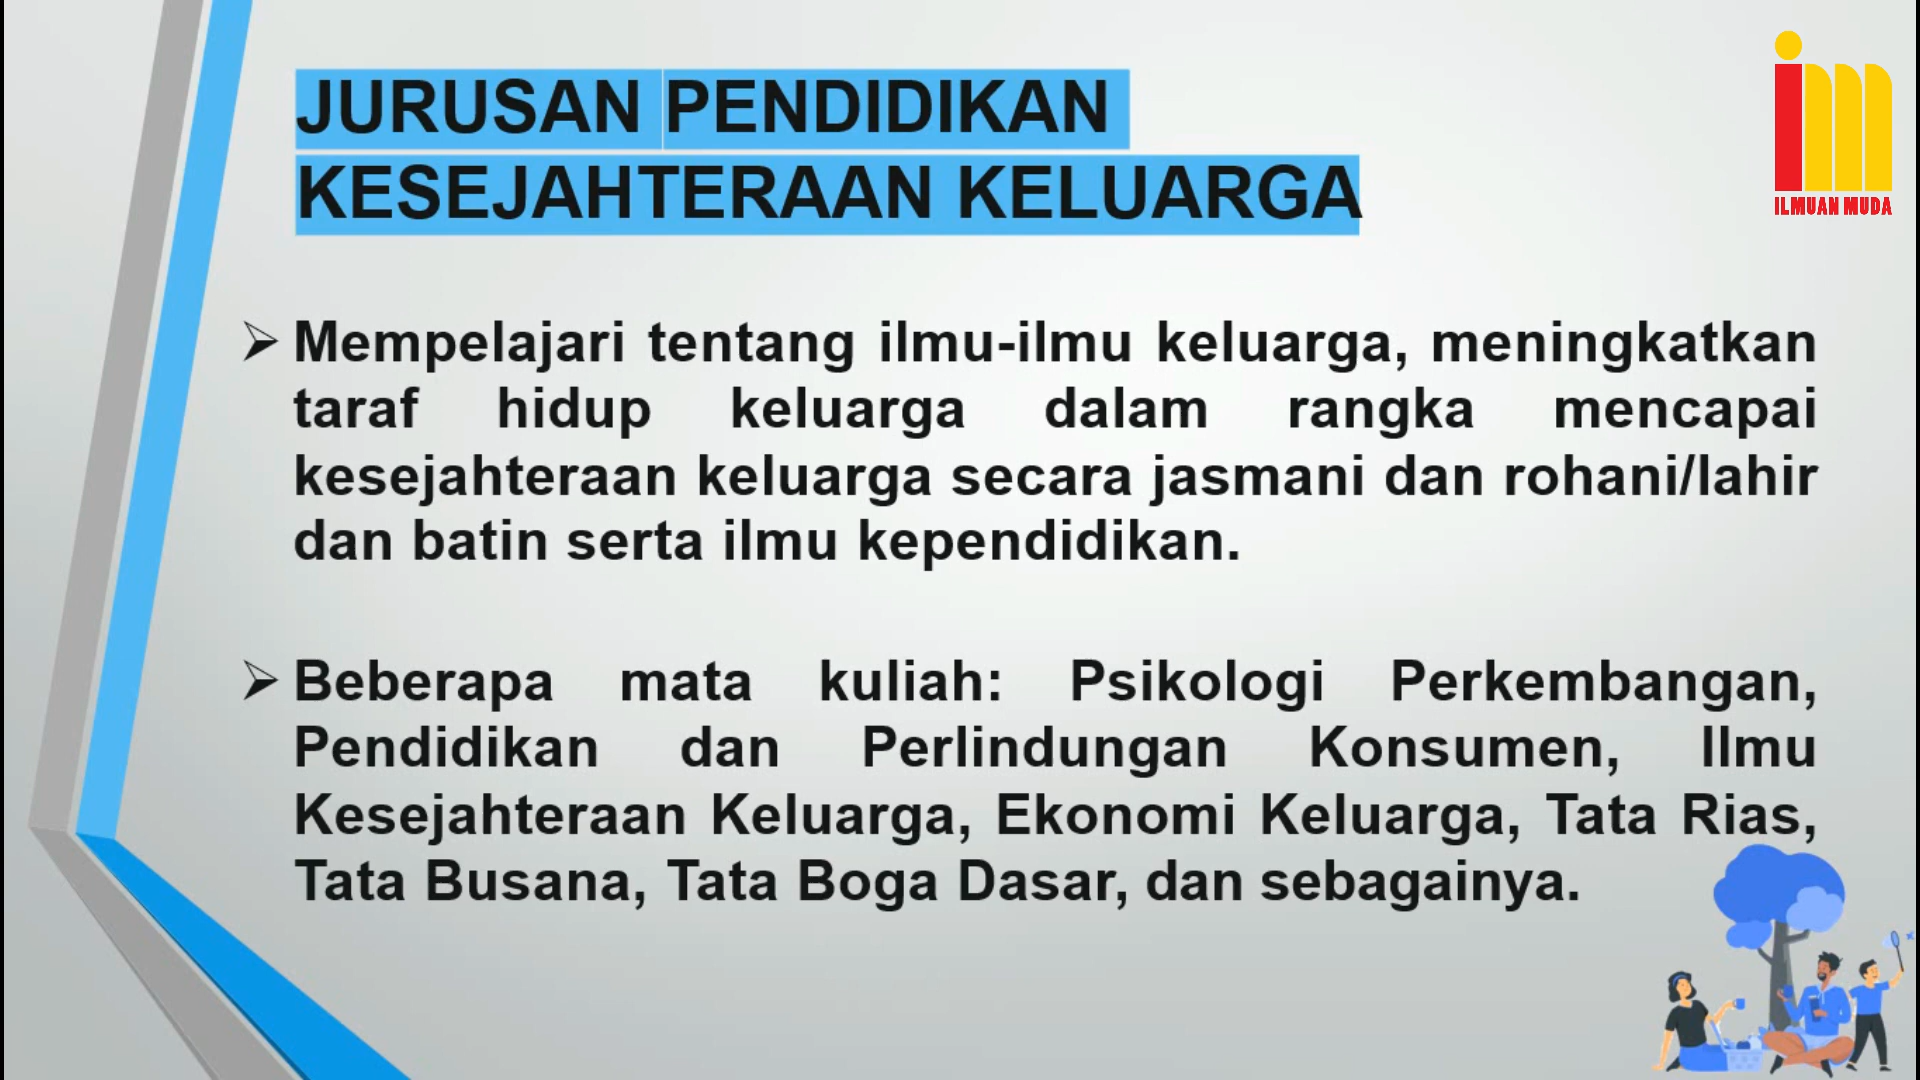 JURUSAN PENDIDIKAN
KESEJAHTERAAN KELUARGA
ILMUAN MUDA
➢ Mempelajari tentang ilmu-ilmu keluarga, meningkatkan
taraf hidup keluarga dalam rangka mencapai
kesejahteraan keluarga secara jasmani dan rohani/lahir
dan batin serta ilmu kependidikan.
➢ Beberapa mata kuliah: Psikologi Perkembangan,
Pendidikan dan Perlindungan Konsumen, Ilmu
Kesejahteraan Keluarga, Ekonomi Keluarga, Tata Rias,
Tata Busana, Tata Boga Dasar, dan sebagainya.